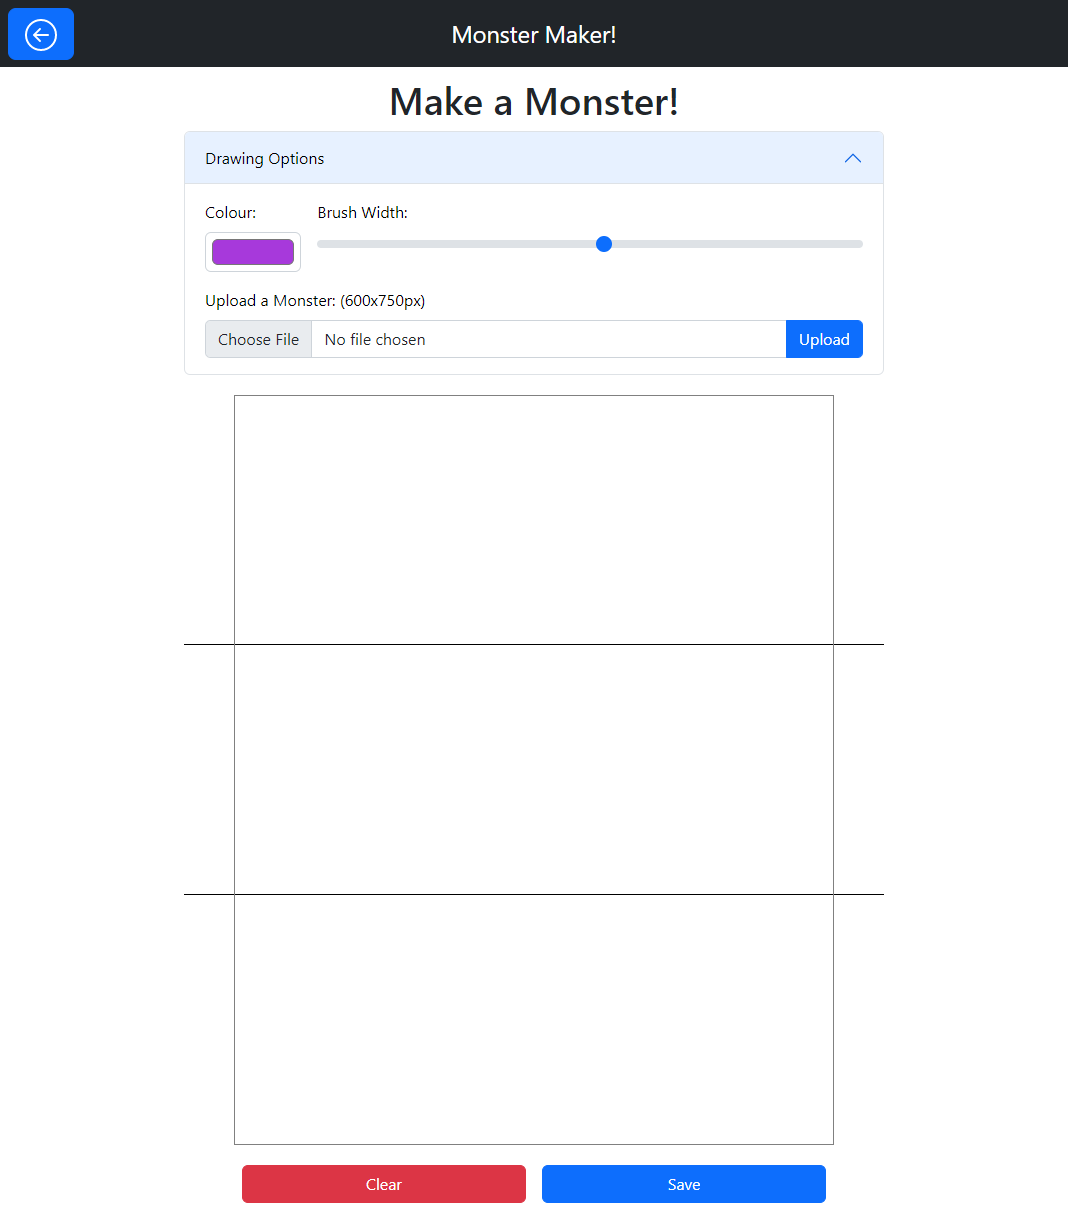 Monster Maker!
Make a Monster!
Drawing Options
Colour: Brush Width:
Upload a Monster: (600x750px)
Choose File No file chosen Upload
Clear Save